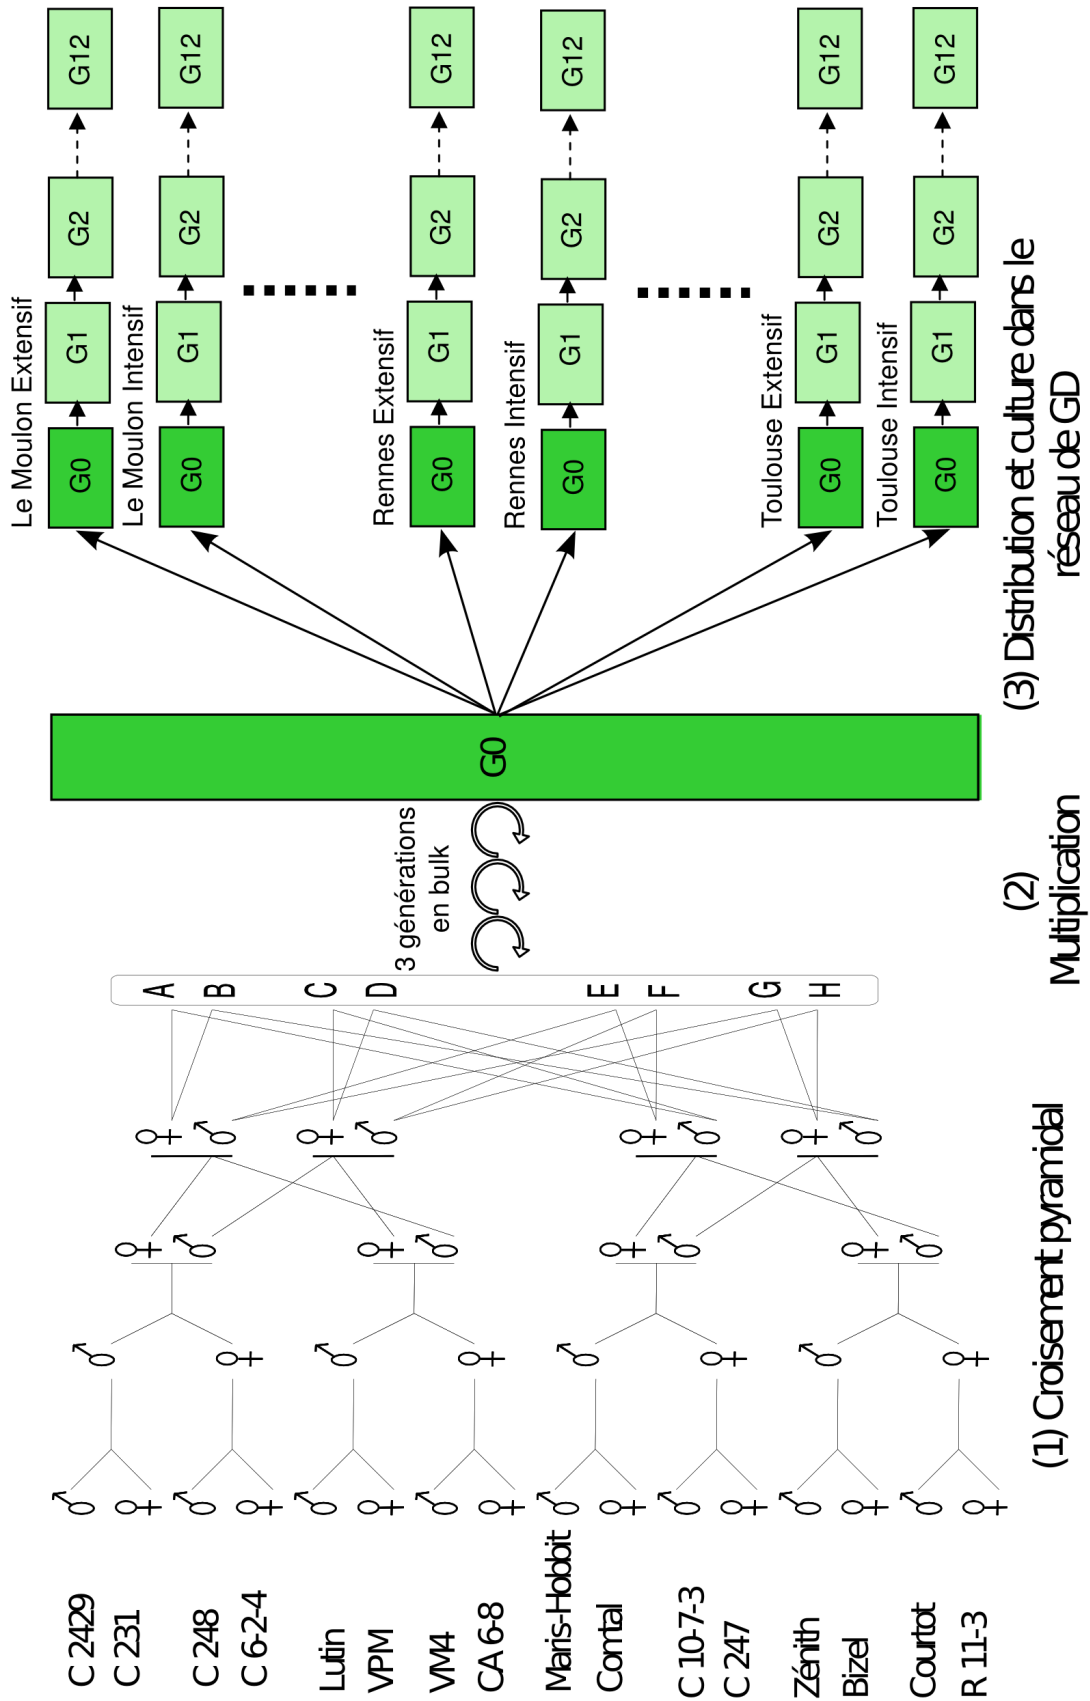 C 2429
C 231
C 248
C 6-2-4
Lutin
VPM
VM4
CA 6-8
Maris-Hobbit
Comtal
C 10-7-3
C 247
Zénith
Bizel
Courtot
R 11-3
(1) Croisement pyramidal
A
B
C
D
E
F
G
H
3 générations
en bulk
(2)
Multiplication
G0
Le Moulon Extensif
G0
G1
G2
G12
Le Moulon Intensif
G0
G1
G2
G12
Rennes Extensif
G0
G1
G2
G12
Rennes Intensif
G0
G1
G2
G12
Toulouse Extensif
G0
G1
G2
G12
Toulouse Intensif
G0
G1
G2
G12
(3) Distribution et culture dans le
réseau de GD